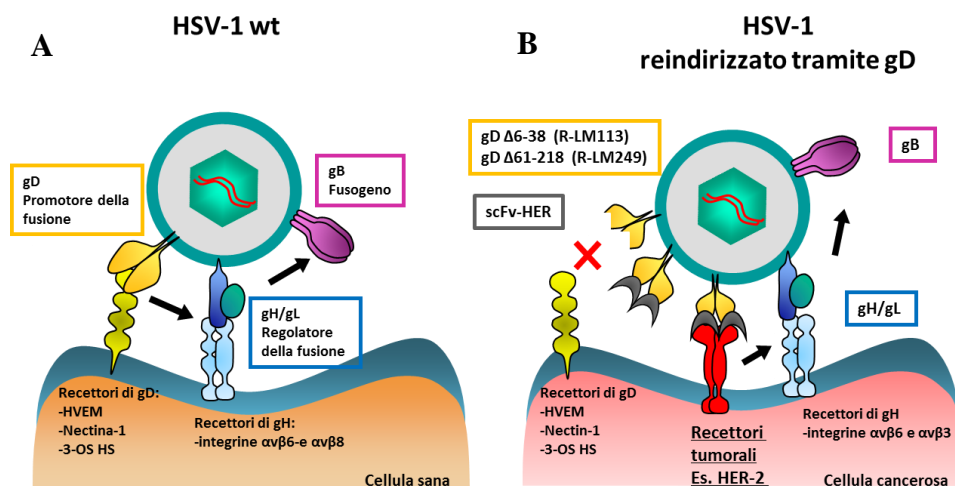 A
HSV-1 wt
gD
Promotore della
fusione
gB
Fusogeno
gH/gL
Regolatore
della fusione
Recettori di gD:
-HVEM
-Nectina-1
-3-OS HS
Recettori di gH:
-integrine αvβ6-e αvβ8
Cellula sana
B
HSV-1
reindirizzato tramite gD
gD Δ6-38 (R-LM113)
gD Δ61-218 (R-LM249)
scFv-HER
gB
gH/gL
Recettori di gD
-HVEM
-Nectin-1
-3-OS HS
Recettori
tumorali
Es. HER-2
Recettori di gH
-integrine αvβ6 e αvβ3
Cellula cancerosa